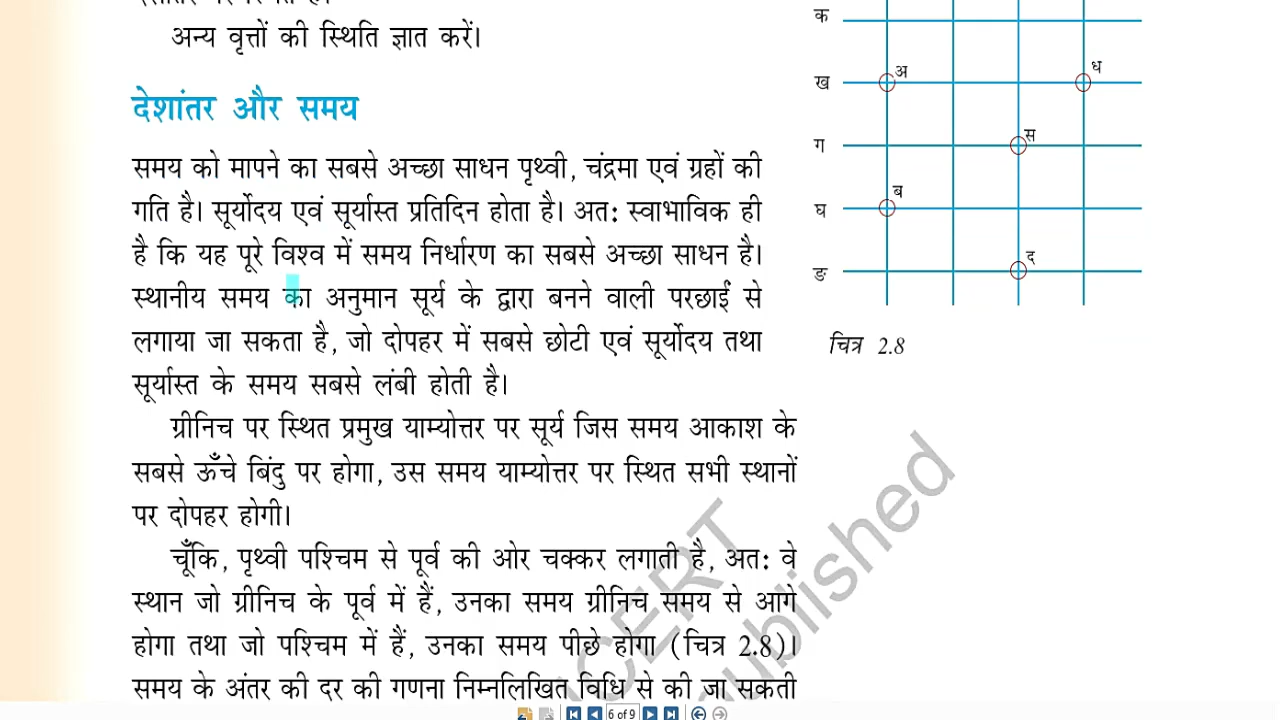 अन्य वृत्तों की स्थिति ज्ञात करें।
देशांतर और समय
समय को मापने का सबसे अच्छा साधन पृथ्वी, चंद्रमा एवं ग्रहों की
गति है। सूर्योदय एवं सूर्यास्त प्रतिदिन होता है। अतः स्वाभाविक ही
है कि यह पूरे विश्व में समय निर्धारण का सबसे अच्छा साधन है।
स्थानीय समय का अनुमान सूर्य के द्वारा बनने वाली परछाईं से
लगाया जा सकता है, जो दोपहर में सबसे छोटी एवं सूर्योदय तथा
सूर्यास्त के समय सबसे लंबी होती है।
ग्रीनिच पर स्थित प्रमुख याम्योत्तर पर सूर्य जिस समय आकाश के
सबसे ऊँचे बिंदु पर होगा, उस समय याम्योत्तर पर स्थित सभी स्थानों
पर दोपहर होगी।
चूँकि, पृथ्वी पश्चिम से पूर्व की ओर चक्कर लगाती है, अतः वे
स्थान जो ग्रीनिच के पूर्व में हैं, उनका समय ग्रीनिच समय से आगे
होगा तथा जो पश्चिम में हैं, उनका समय पीछे होगा (चित्र 2.8)।
समय के अंतर की दर की गणना निम्नलिखित विधि से की जा सकती
क
ख अ ध
ग स
घ ब
ङ द
चित्र 2.8
6 of 9